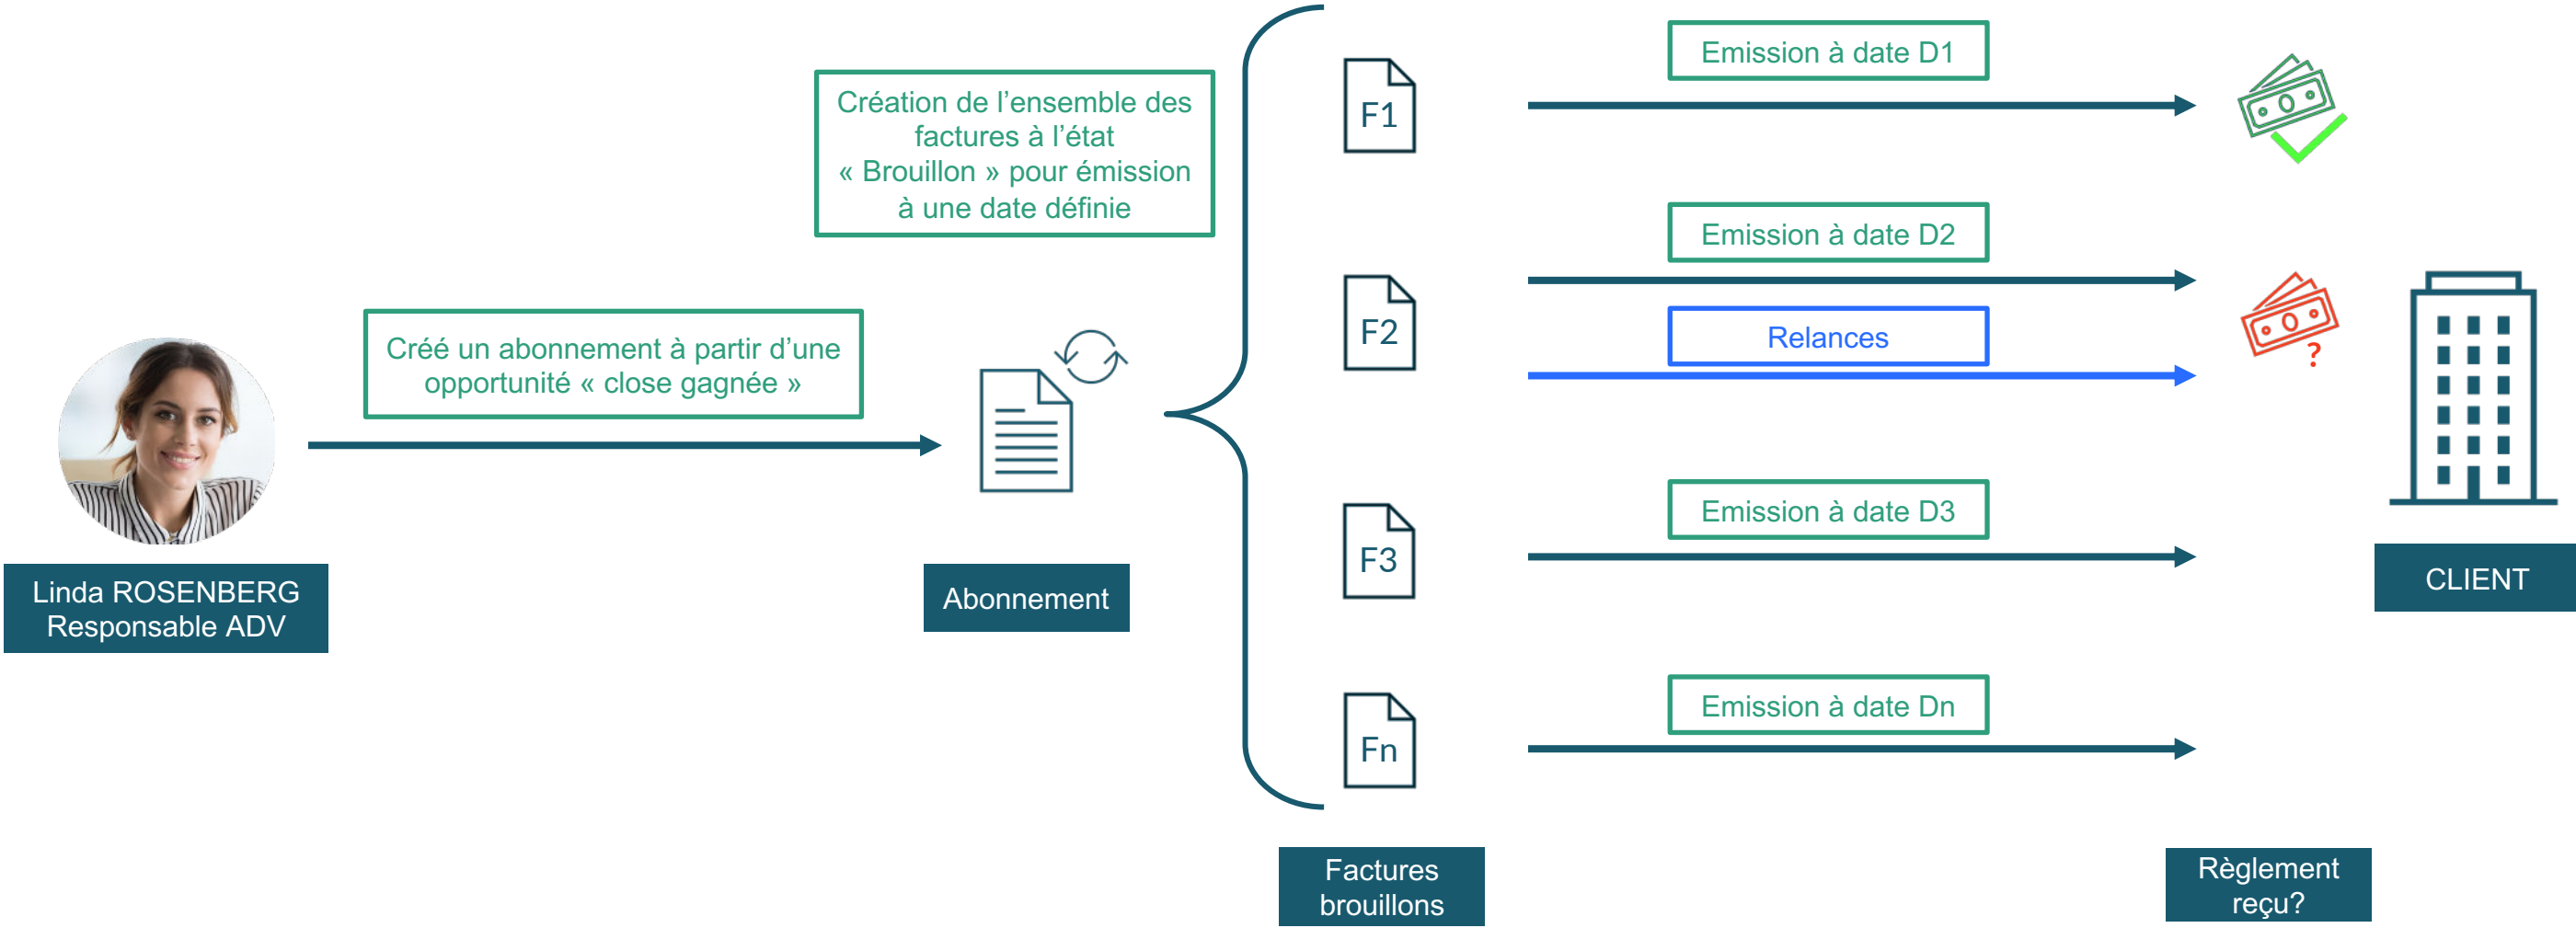 Création de l’ensemble des
factures à l’état
« Brouillon » pour émission
à une date définie
Créé un abonnement à partir d’une
opportunité « close gagnée »
Linda ROSENBERG
Responsable ADV
Abonnement
F1
Emission à date D1
F2
Emission à date D2
Relances
?
F3
Emission à date D3
Fn
Emission à date Dn
CLIENT
Factures
brouillons
Règlement
reçu?